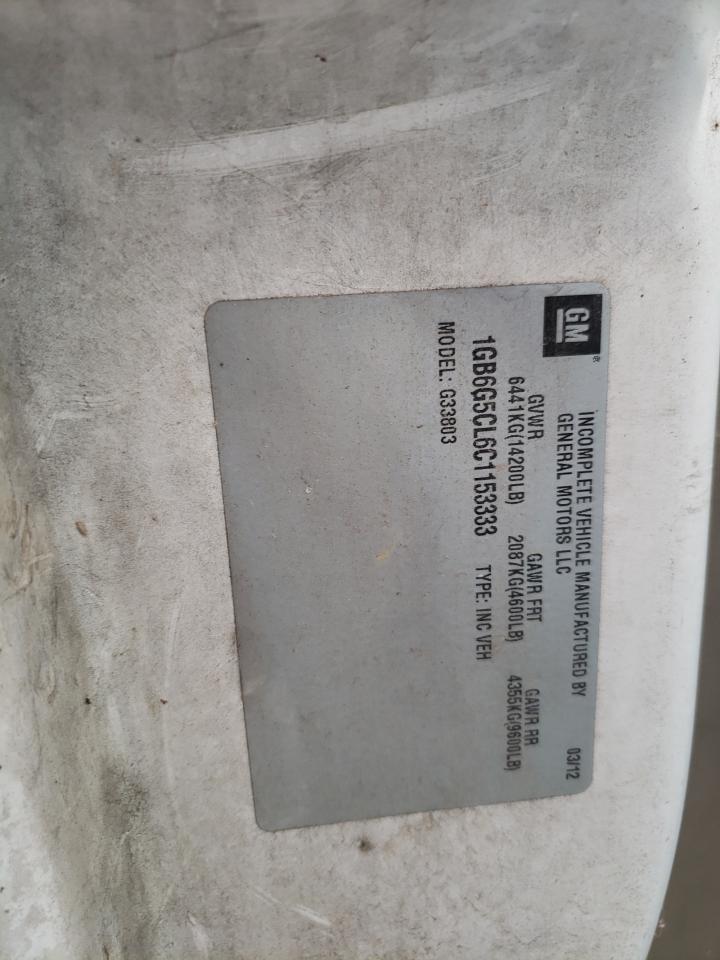 GM®
INCOMPLETE VEHICLE MANUFACTURED BY
GENERAL MOTORS LLC 03/12
GVWR GAWR FRT GAWR RR
6441KG(14200LB) 2087KG(4600LB) 4355KG(9600LB)
1GB6G5CL6C1153333 TYPE: INC VEH
MODEL: G33803